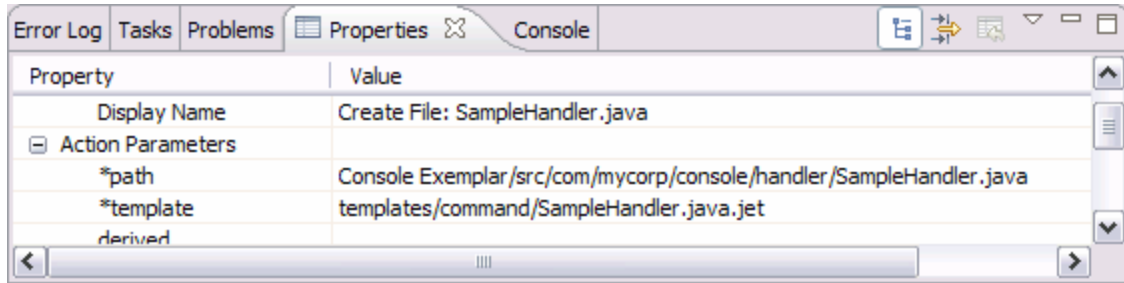 Error Log Tasks Problems Properties Console
Property Value
Display Name Create File: SampleHandler.java
Action Parameters
*path Console Exemplar/src/com/mycorp/console/handler/SampleHandler.java
*template templates/command/SampleHandler.java.jet
derived